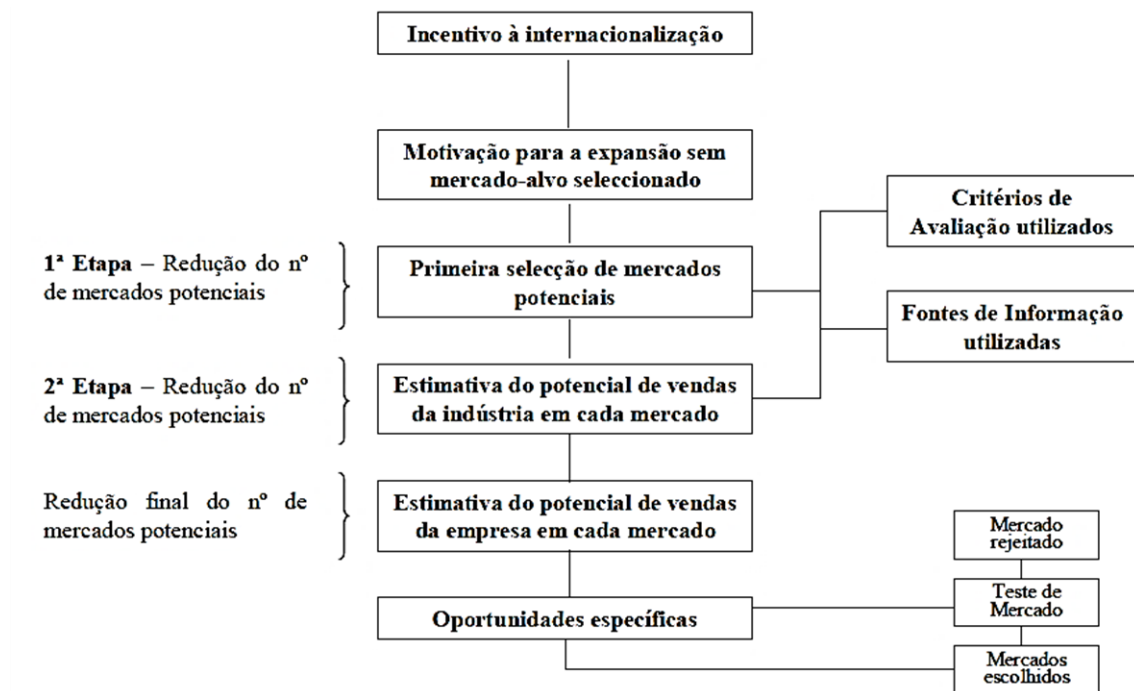 Incentivo à internacionalização
Motivação para a expansão sem
mercado-alvo seleccionado
Critérios de
Avaliação utilizados
1ª Etapa – Redução do nº
de mercados potenciais
Primeira selecção de mercados
potenciais
Fontes de Informação
utilizadas
2ª Etapa – Redução do nº
de mercados potenciais
Estimativa do potencial de vendas
da indústria em cada mercado
Redução final do nº de
mercados potenciais
Estimativa do potencial de vendas
da empresa em cada mercado
Mercado
rejeitado
Teste de
Mercado
Oportunidades específicas
Mercados
escolhidos